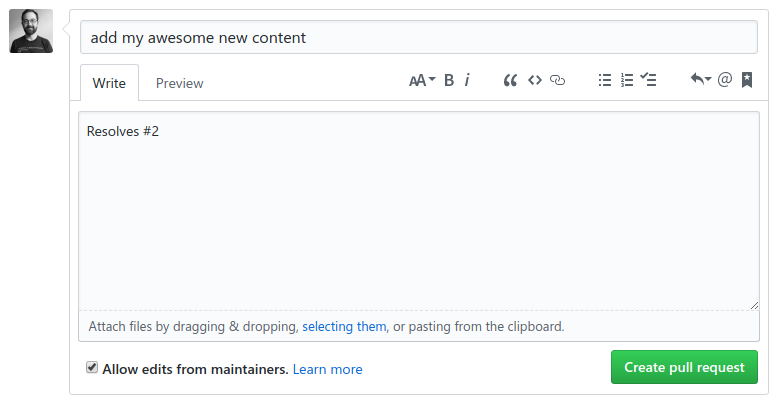 add my awesome new content
Write Preview AA B i @
Resolves #2
Attach files by dragging & dropping, selecting them, or pasting from the clipboard.
Allow edits from maintainers. Learn more Create pull request